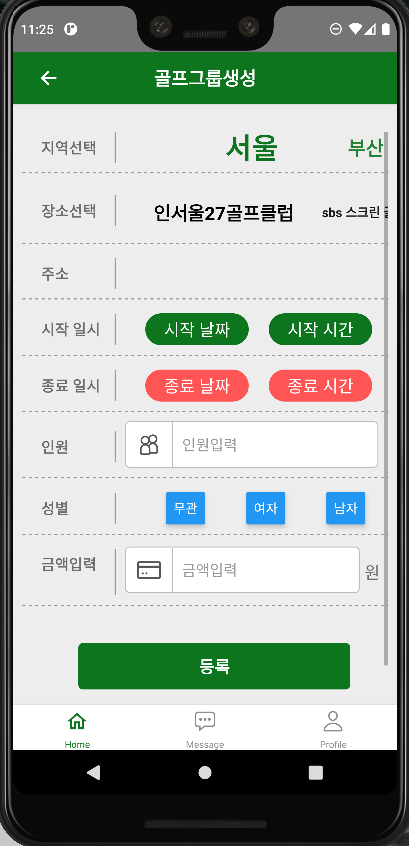 11:25
골프그룹생성
지역선택 서울 부산
장소선택 인서울27골프클럽 sbs 스크린
주소
시작 일시 시작 날짜 시작 시간
종료 일시 종료 날짜 종료 시간
인원 인원입력
성별 무관 여자 남자
금액입력 금액입력 원
등록
Home Message Profile